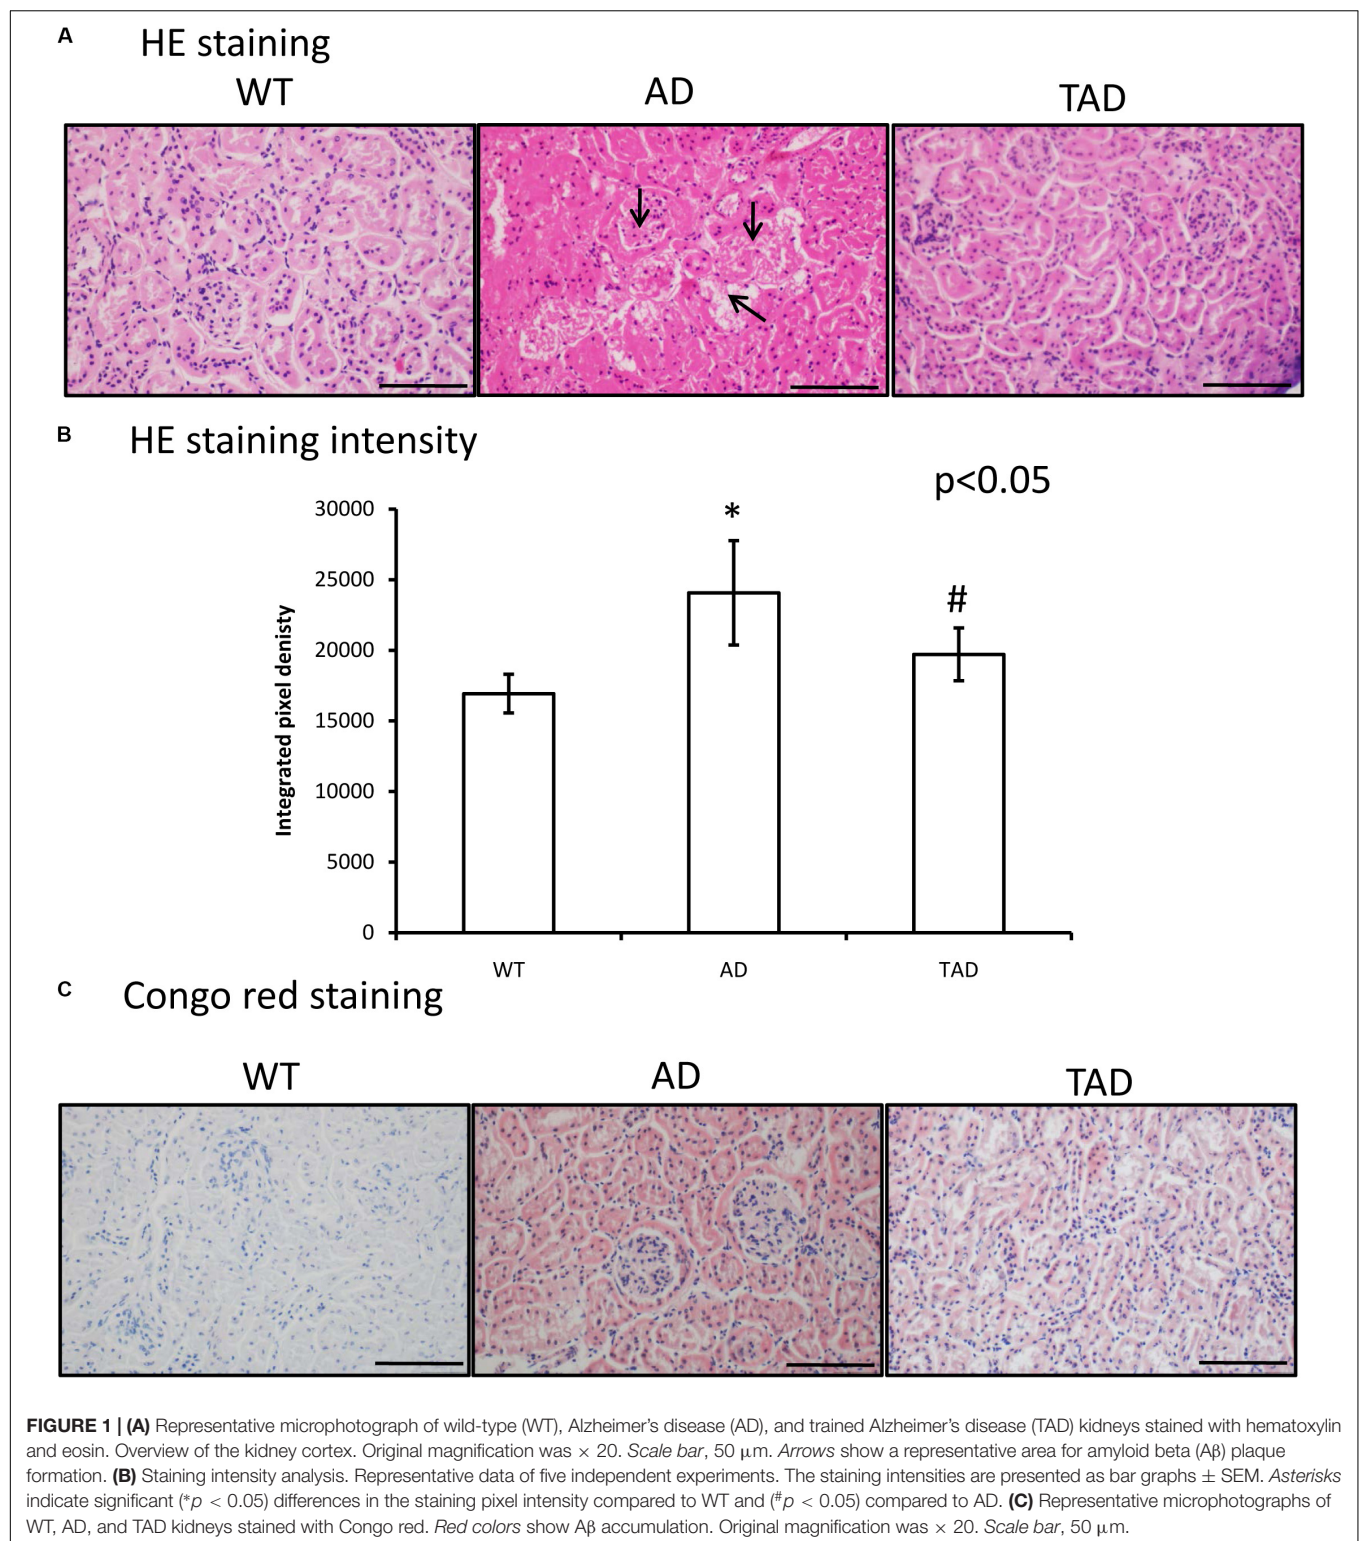 A HE staining
WT AD TAD
B HE staining intensity
p<0.05
*
#
30000
25000
20000
15000
10000
5000
0
Integrated pixel denisty
WT AD TAD
C Congo red staining
WT AD TAD
FIGURE 1 | (A) Representative microphotograph of wild-type (WT), Alzheimer’s disease (AD), and trained Alzheimer’s disease (TAD) kidneys stained with hematoxylin
and eosin. Overview of the kidney cortex. Original magnification was × 20. Scale bar, 50 μm. Arrows show a representative area for amyloid beta (Aβ) plaque
formation. (B) Staining intensity analysis. Representative data of five independent experiments. The staining intensities are presented as bar graphs ± SEM. Asterisks
indicate significant (*p < 0.05) differences in the staining pixel intensity compared to WT and (#p < 0.05) compared to AD. (C) Representative microphotographs of
WT, AD, and TAD kidneys stained with Congo red. Red colors show Aβ accumulation. Original magnification was × 20. Scale bar, 50 μm.